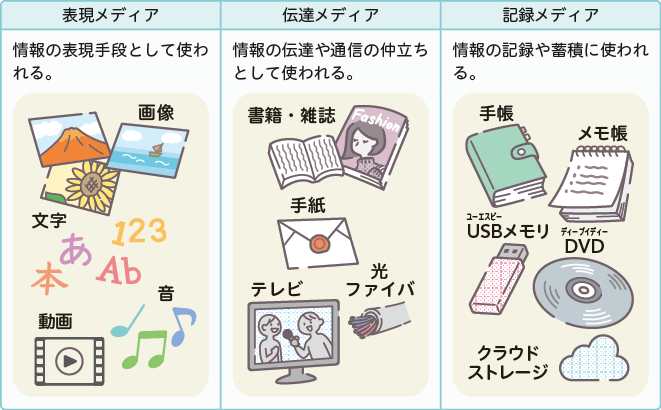 表現メディア
情報の表現手段として使わ
れる。
画像
文字
123
あ
本
Ab
音
動画
伝達メディア
情報の伝達や通信の仲立ち
として使われる。
書籍・雑誌
Fashion
手紙
テレビ
光
ファイバ
記録メディア
情報の記録や蓄積に使われ
る。
手帳
メモ帳
ユーエスビー
USBメモリ
ディーブイディー
DVD
クラウド
ストレージ